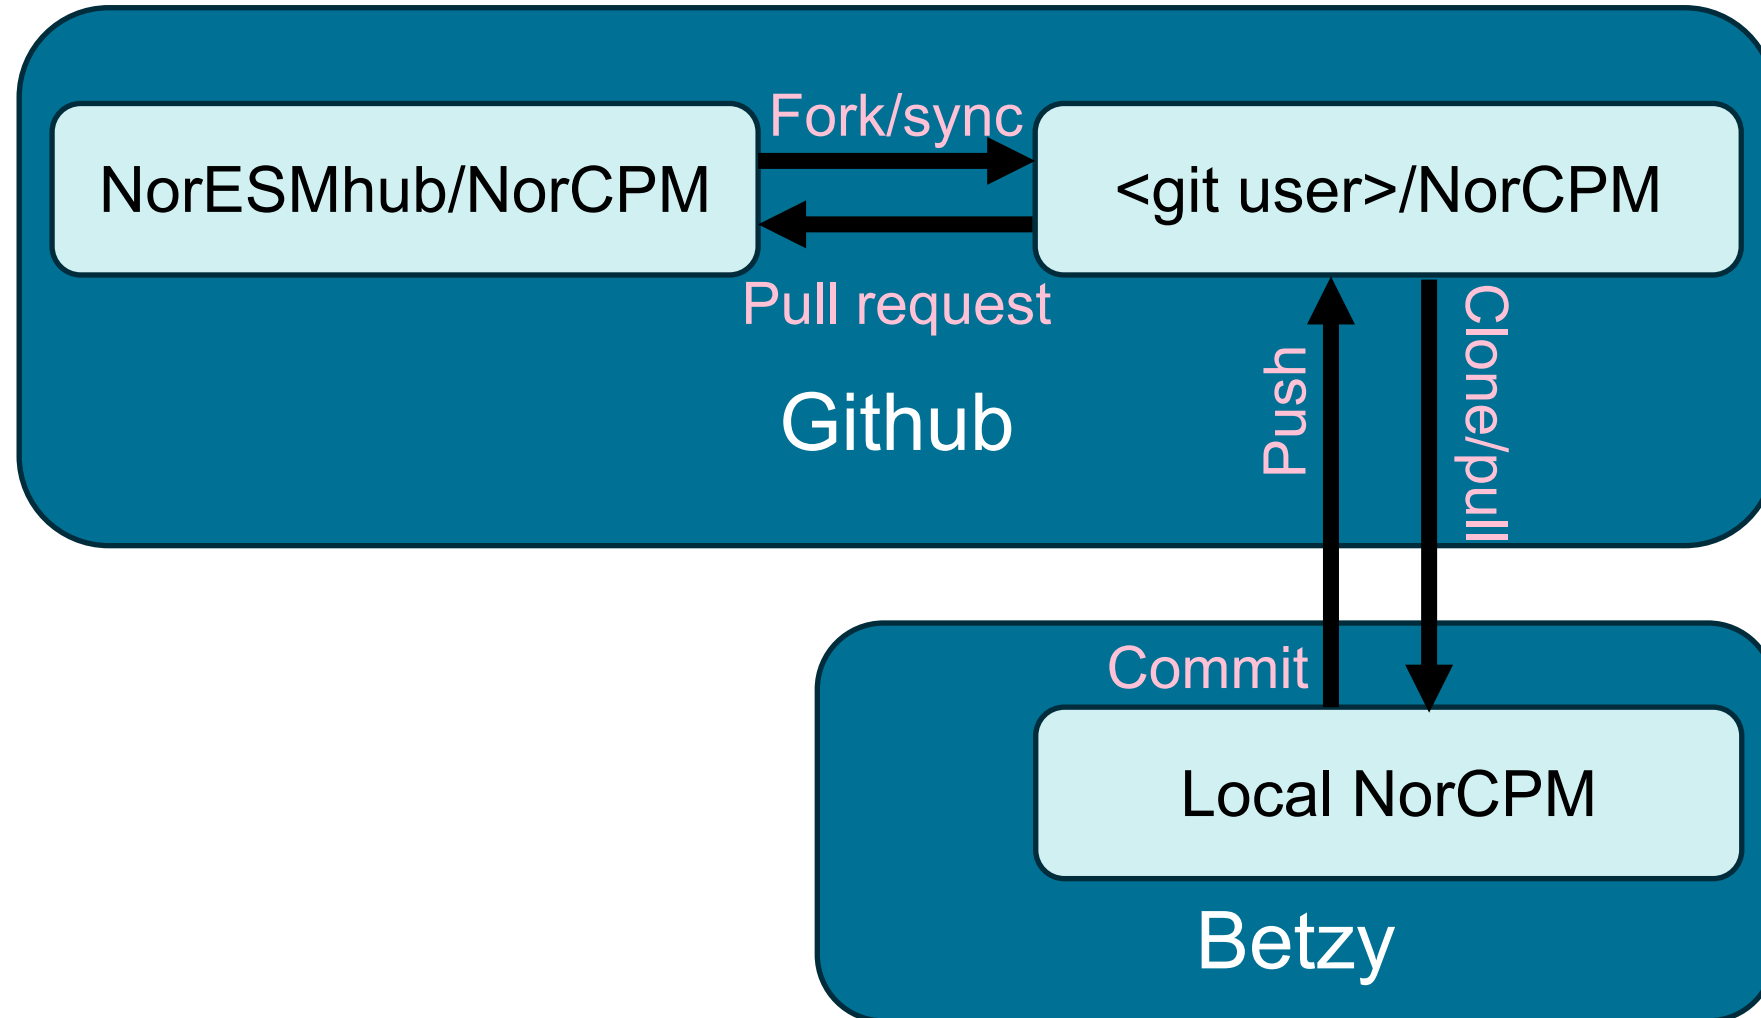 Fork/sync
NorESMhub/NorCPM
<git user>/NorCPM
Pull request
Github
Push
Clone/pull
Commit
Local NorCPM
Betzy